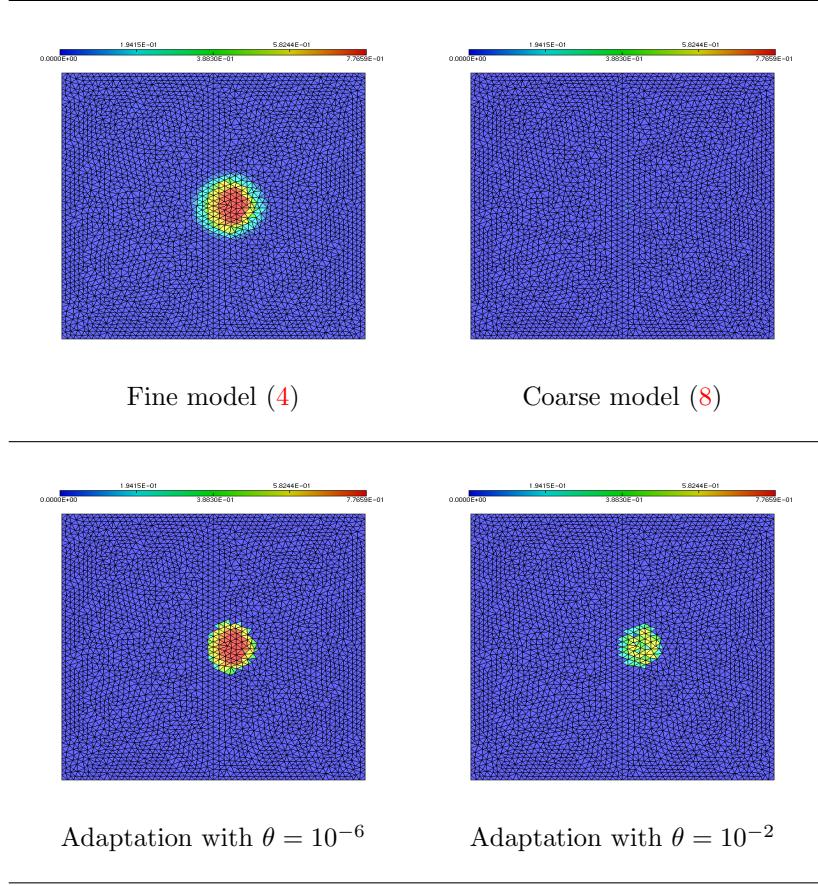 1.9415E−01 5.8244E−01
0.0000E+00 3.8830E−01 7.7659E−01
1.9415E−01 5.8244E−01
0.0000E+00 3.8830E−01 7.7659E−01
Fine model (4)
Coarse model (8)
1.9415E−01 5.8244E−01
0.0000E+00 3.8830E−01 7.7659E−01
1.9415E−01 5.8244E−01
0.0000E+00 3.8830E−01 7.7659E−01
Adaptation with θ = 10⁻⁶
Adaptation with θ = 10⁻²